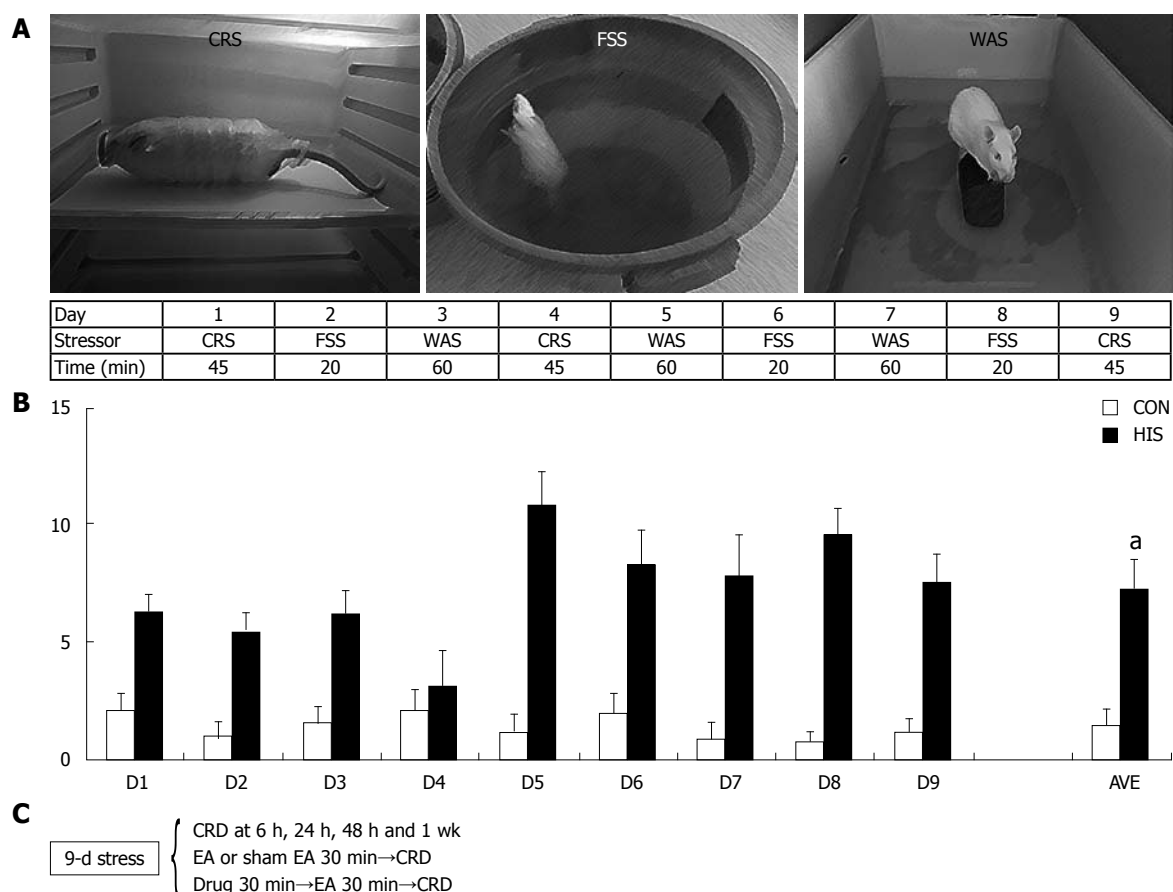 A
CRS
FSS
WAS
Day 1 2 3 4 5 6 7 8 9
Stressor CRS FSS WAS CRS WAS FSS WAS FSS CRS
Time (min) 45 20 60 45 60 20 60 20 45
B
15
CON
HIS
10
a
5
0
D1 D2 D3 D4 D5 D6 D7 D8 D9 AVE
C
CRD at 6 h, 24 h, 48 h and 1 wk
9-d stress
EA or sham EA 30 min→CRD
Drug 30 min→EA 30 min→CRD